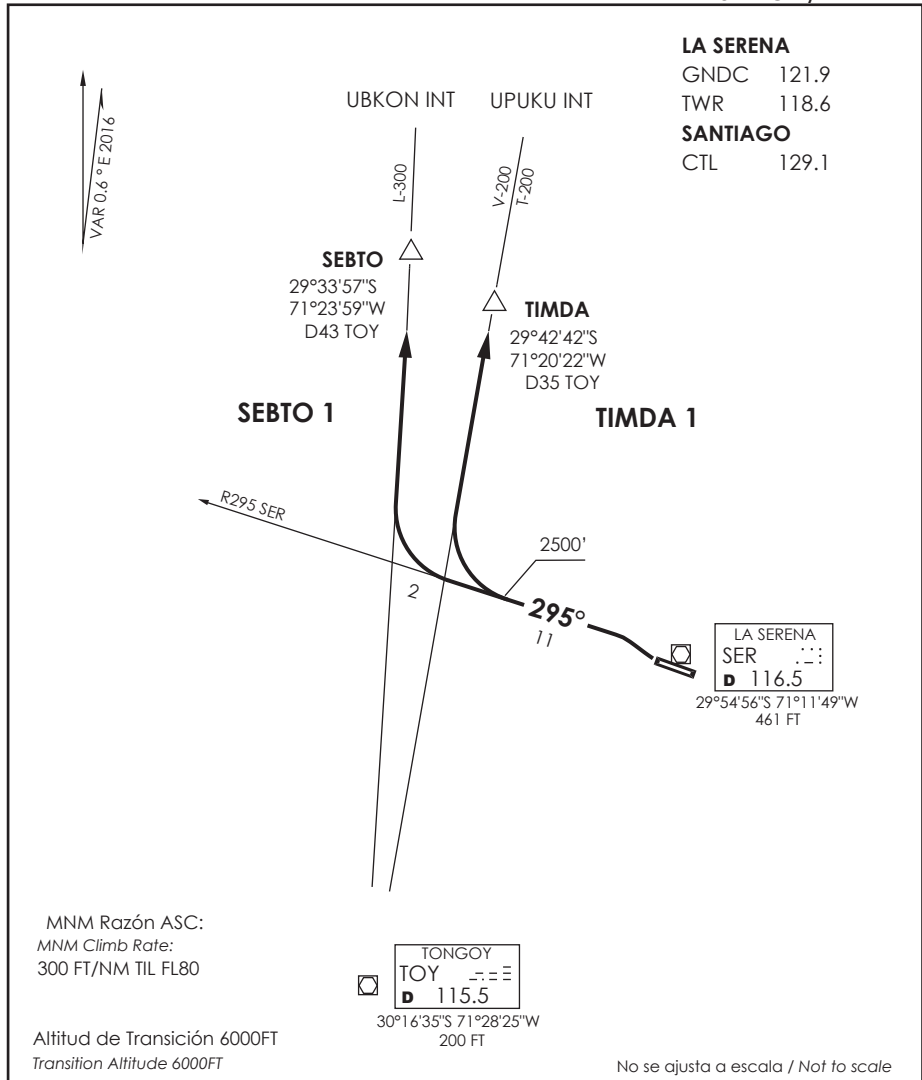 LA SERENA
GNDC 121.9
TWR 118.6
SANTIAGO
CTL 129.1
VAR 0.6 ° E 2016
UBKON INT
UPUKU INT
L-300
V-200
T-200
SEBTO
29°33'57"S
71°23'59"W
D43 TOY
TIMDA
29°42'42"S
71°20'22"W
D35 TOY
SEBTO 1
TIMDA 1
R295 SER
2500'
2
295°
11
LA SERENA
SER
D 116.5
29°54'56"S 71°11'49"W
461 FT
MNM Razón ASC:
MNM Climb Rate:
300 FT/NM TIL FL80
TONGOY
TOY
D 115.5
30°16'35"S 71°28'25"W
200 FT
Altitud de Transición 6000FT
Transition Altitude 6000FT
No se ajusta a escala / Not to scale